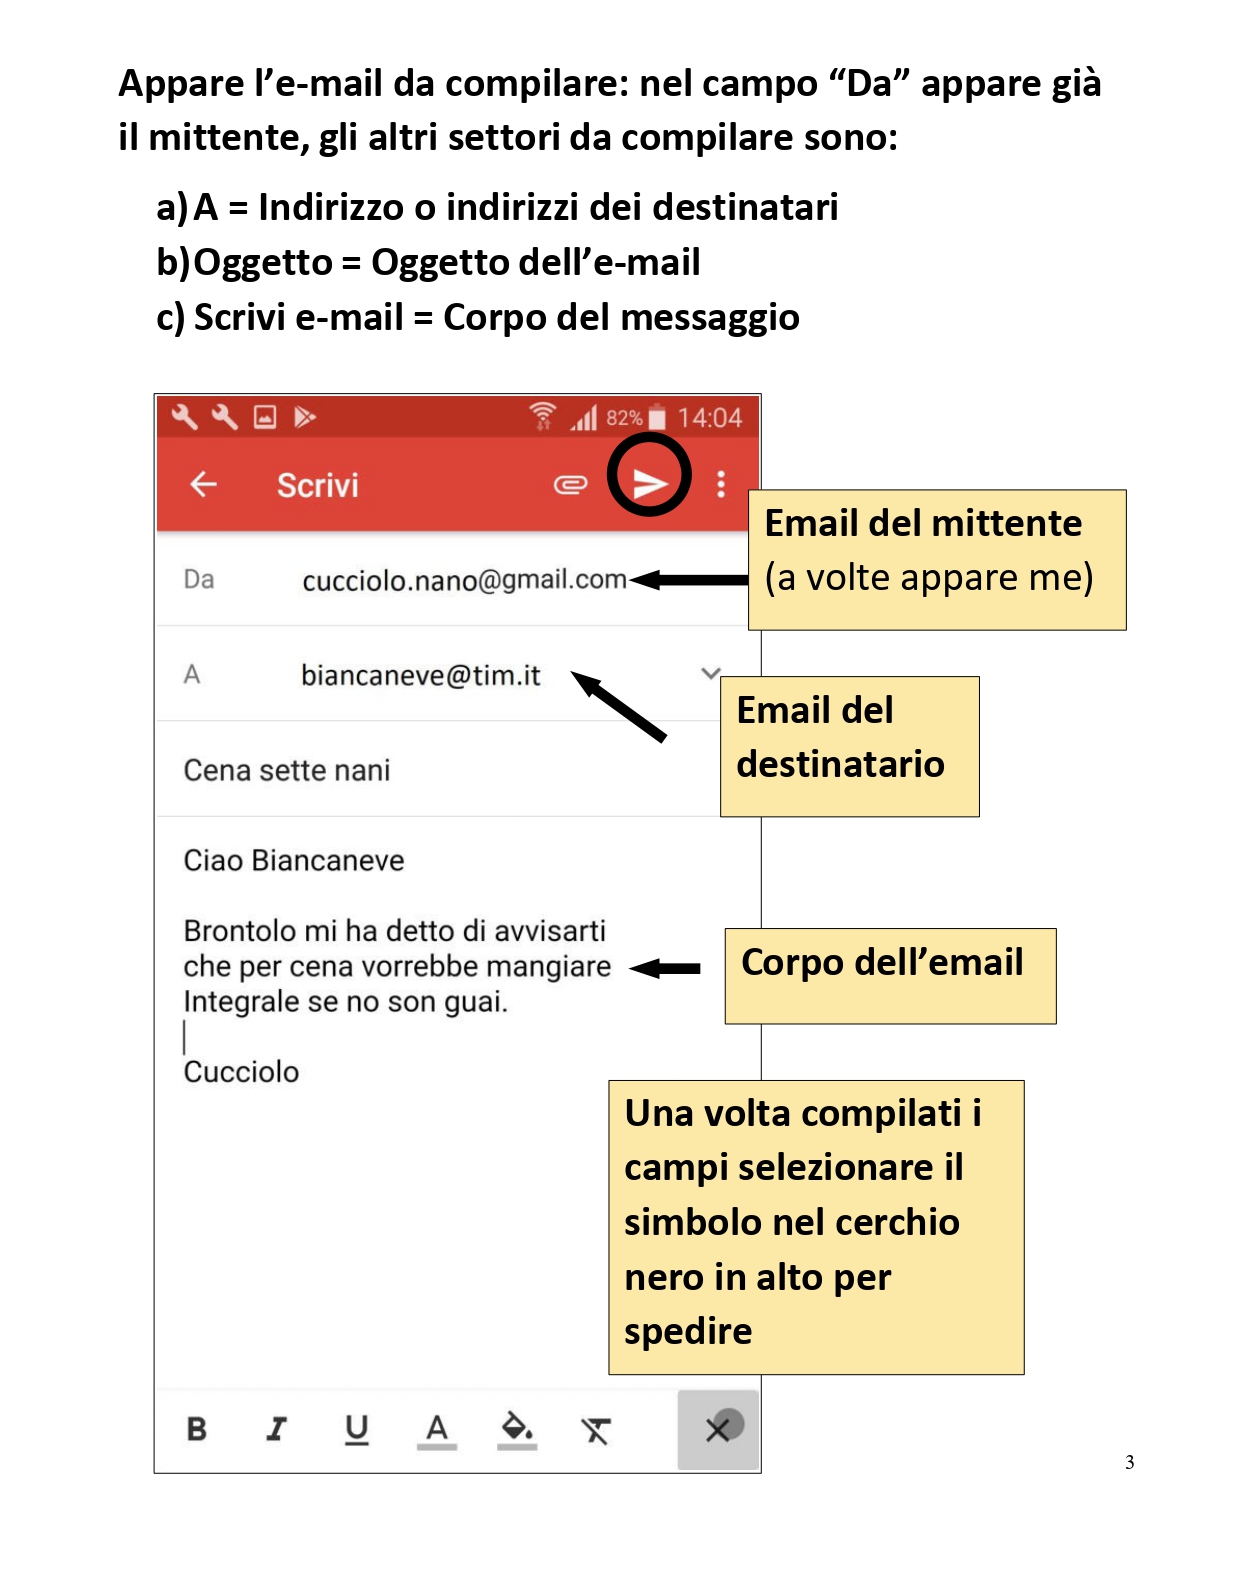 Appare l’e-mail da compilare: nel campo “Da” appare già
il mittente, gli altri settori da compilare sono:
a) A = Indirizzo o indirizzi dei destinatari
b) Oggetto = Oggetto dell’e-mail
c) Scrivi e-mail = Corpo del messaggio
82% 14:04
Scrivi
Email del mittente
(a volte appare me)
Da cucciolo.nano@gmail.com
A biancaneve@tim.it
Email del
destinatario
Cena sette nani
Ciao Biancaneve
Brontolo mi ha detto di avvisarti
che per cena vorrebbe mangiare
Integrale se no son guai.
Corpo dell’email
Cucciolo
Una volta compilati i
campi selezionare il
simbolo nel cerchio
nero in alto per
spedire
B I U A
3